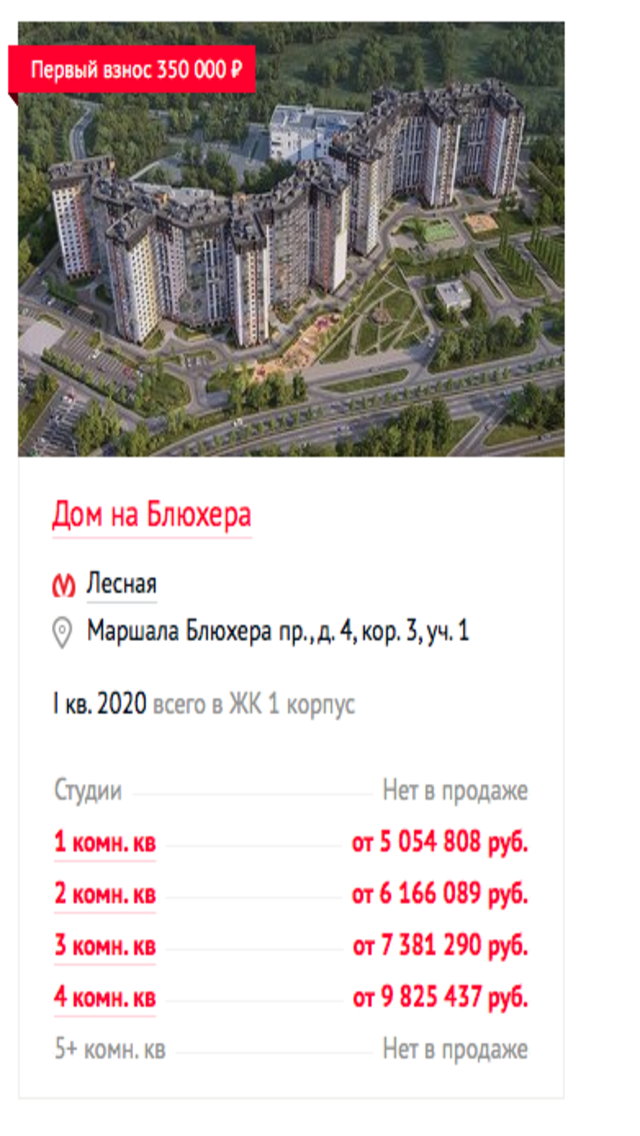 Первый взнос 350 000 ₽
Дом на Блюхера
Лесная
Маршала Блюхера пр., д. 4, кор. 3, уч. 1
I кв. 2020 всего в ЖК 1 корпус
Студии Нет в продаже
1 комн. кв от 5 054 808 руб.
2 комн. кв от 6 166 089 руб.
3 комн. кв от 7 381 290 руб.
4 комн. кв от 9 825 437 руб.
5+ комн. кв Нет в продаже